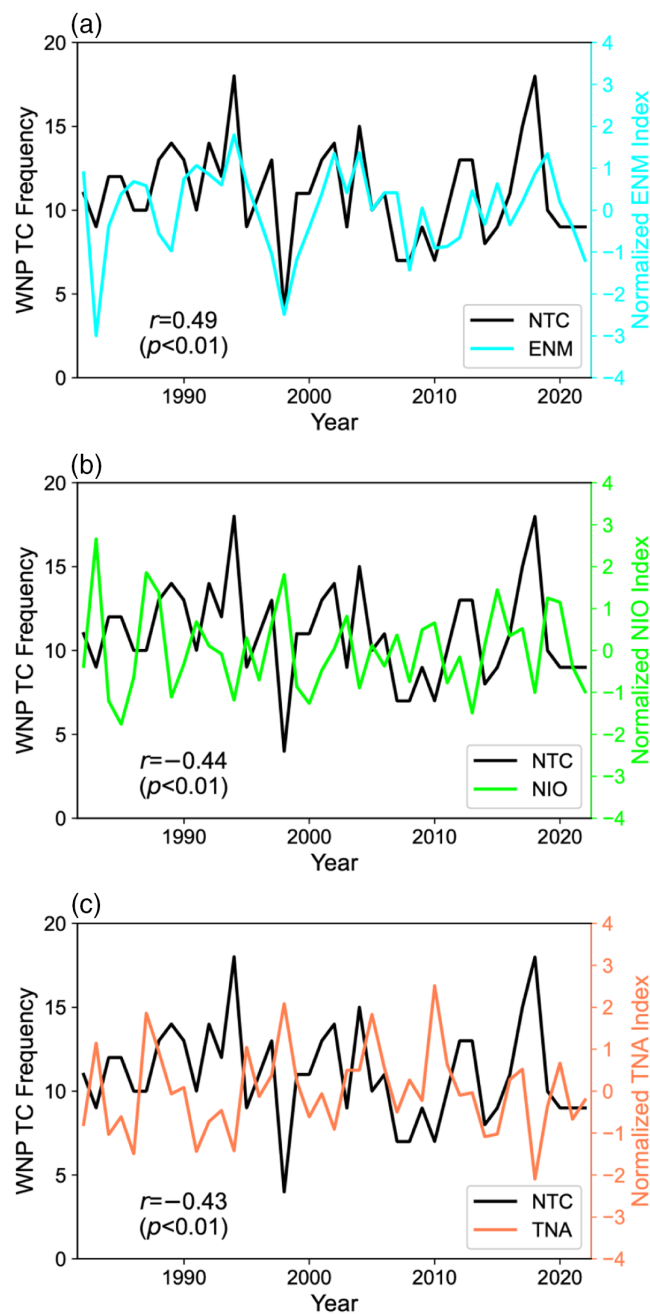 (a)
20
15
10
5
0
WNP TC Frequency
4
3
2
1
0
−1
−2
−3
−4
Normalized ENM Index
r=0.49
(p<0.01)
NTC
ENM
1990
2000
2010
2020
Year
(b)
20
15
10
5
0
WNP TC Frequency
4
3
2
1
0
−1
−2
−3
−4
Normalized NIO Index
r=−0.44
(p<0.01)
NTC
NIO
1990
2000
2010
2020
Year
(c)
20
15
10
5
0
WNP TC Frequency
4
3
2
1
0
−1
−2
−3
−4
Normalized TNA Index
r=−0.43
(p<0.01)
NTC
TNA
1990
2000
2010
2020
Year